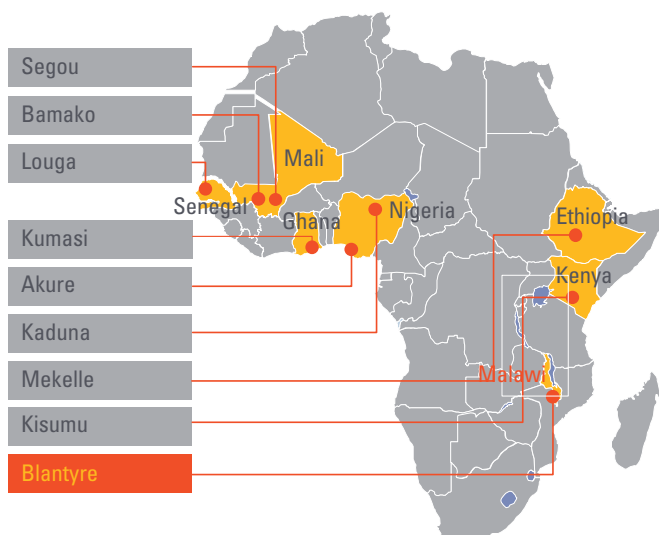 Segou
Bamako
Louga
Kumasi
Akure
Kaduna
Mekelle
Kisumu
Blantyre
Mali
Senegal
Ghana
Nigeria
Ethiopia
Kenya
Malawi